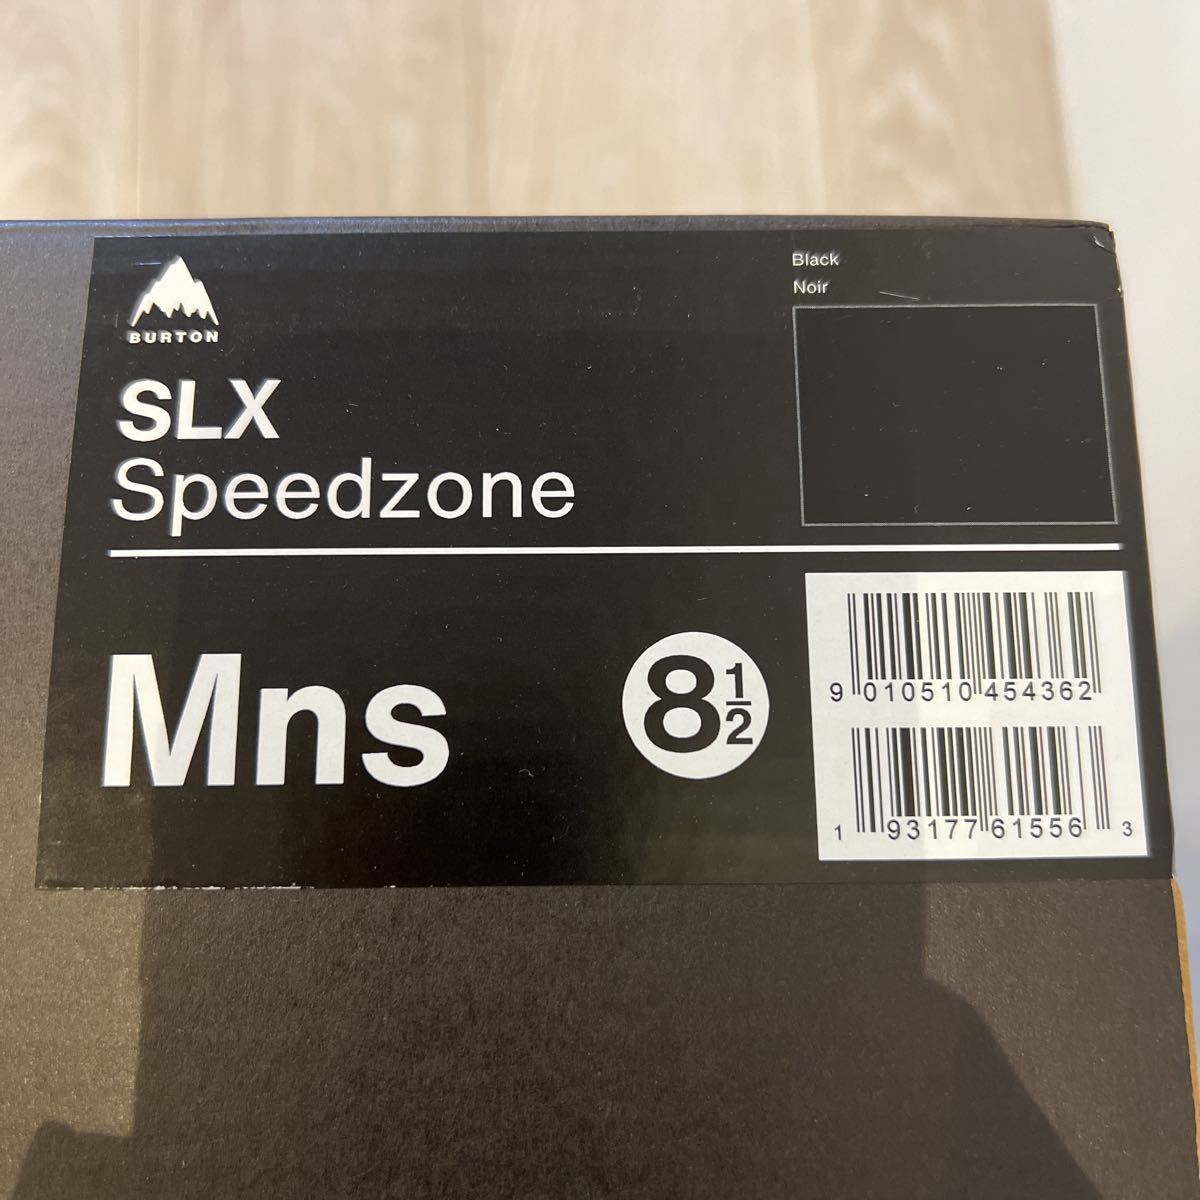 BURTON
SLX
Speedzone
Black
Noir
Mns
8 1/2
9 010510 454362
1 93177 61556 3